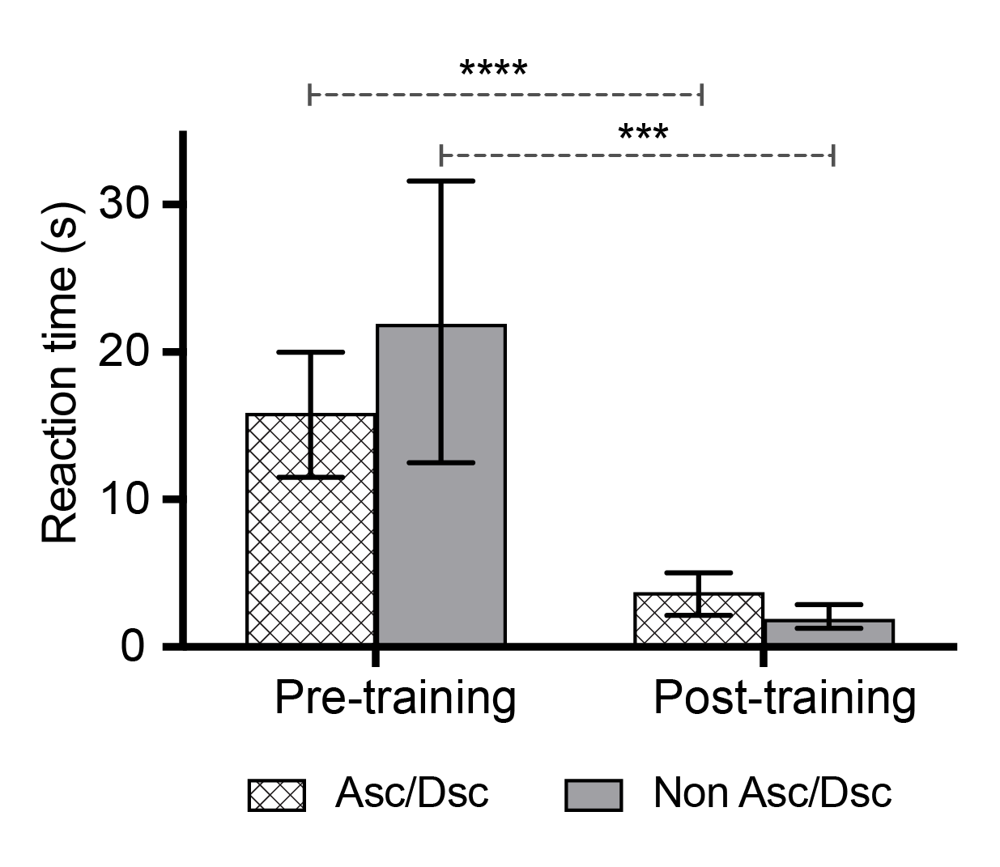 ****
***
Reaction time (s)
30
20
10
0
Pre-training Post-training
Asc/Dsc Non Asc/Dsc